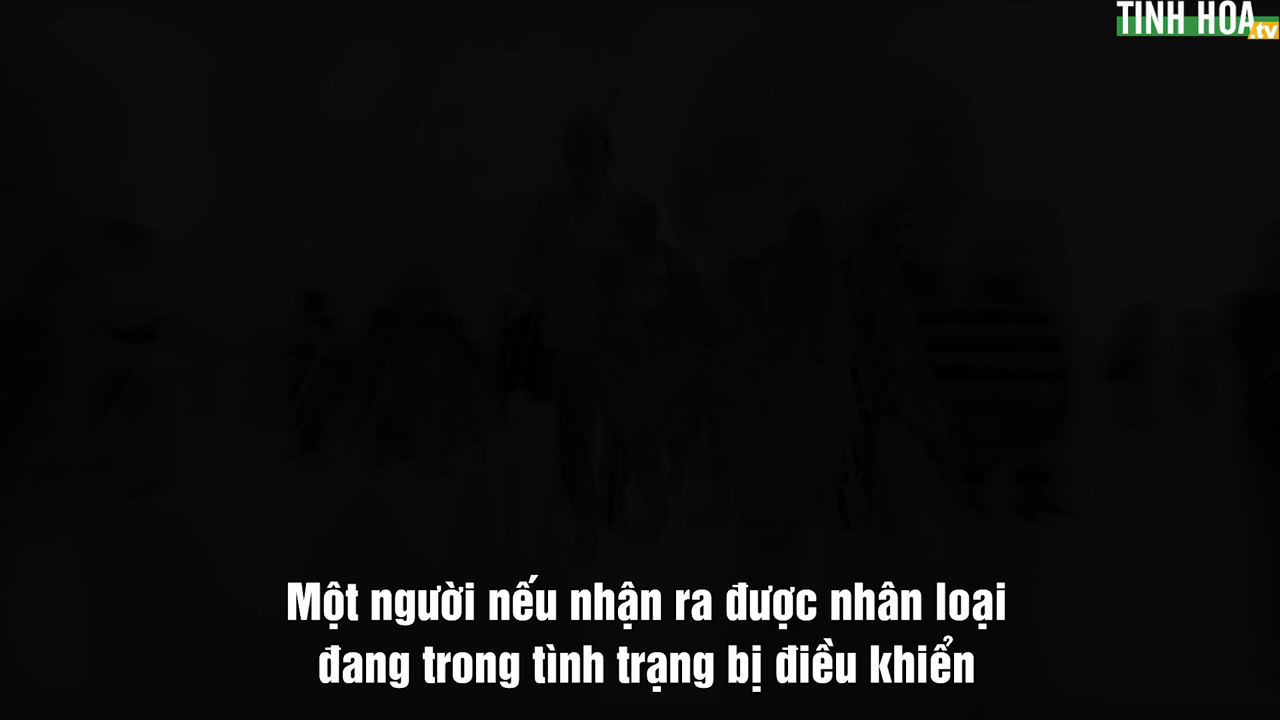 TINH HOA
.tv
Một người nếu nhận ra được nhân loại
đang trong tình trạng bị điều khiển